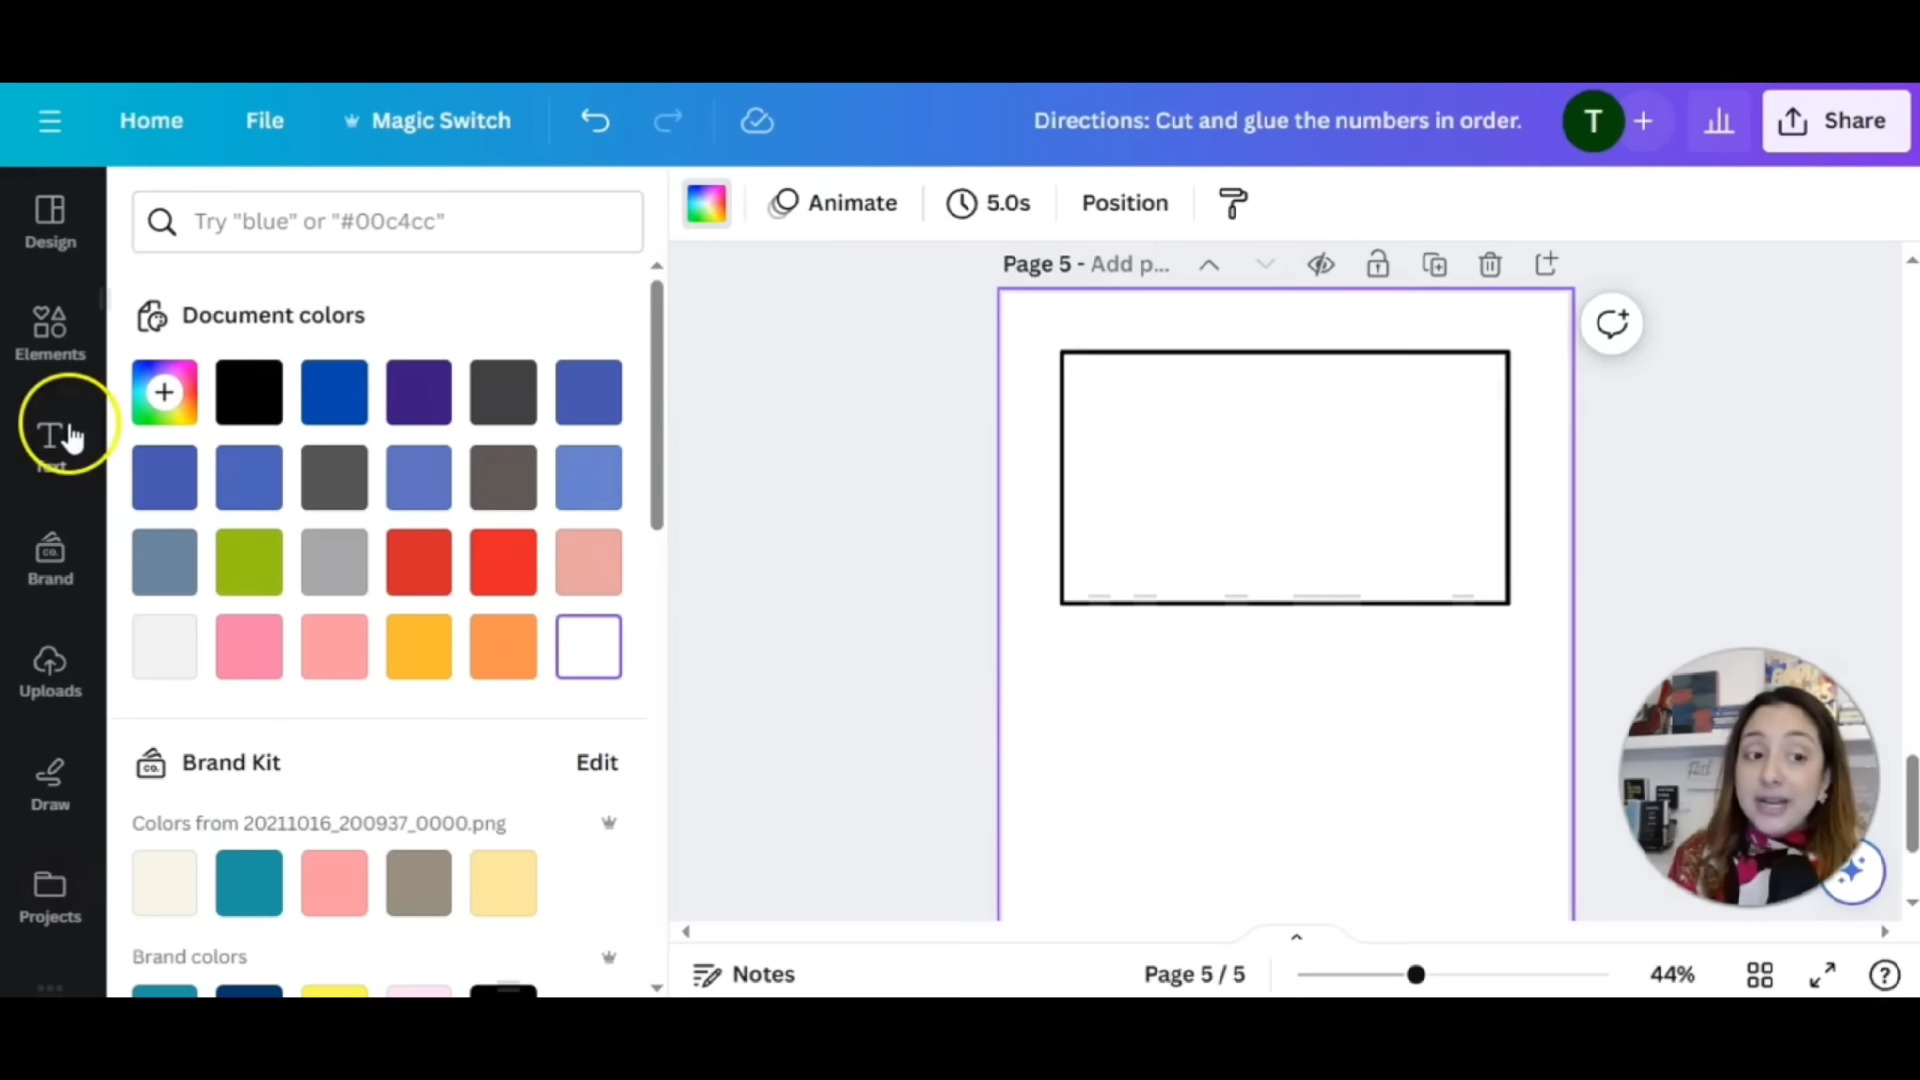 Home File Magic Switch Directions: Cut and glue the numbers in order. T + Share
Design
Elements
Text
Brand
Uploads
Draw
Projects
Try "blue" or "#00c4cc"
Document colors
Brand Kit Edit
Colors from 20211016_200937_0000.png
Brand colors
Animate 5.0s Position
Page 5 - Add p...
Notes Page 5 / 5 44%